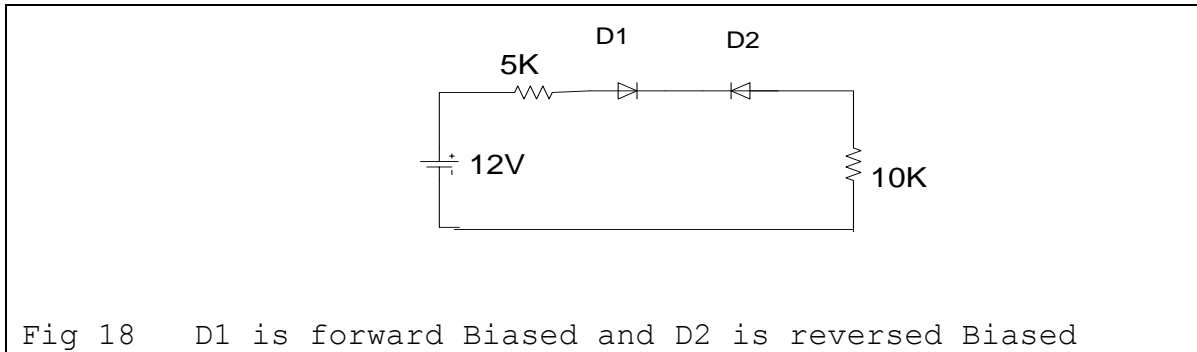 D1 D2
5K
+
12V
-
10K
Fig 18 D1 is forward Biased and D2 is reversed Biased